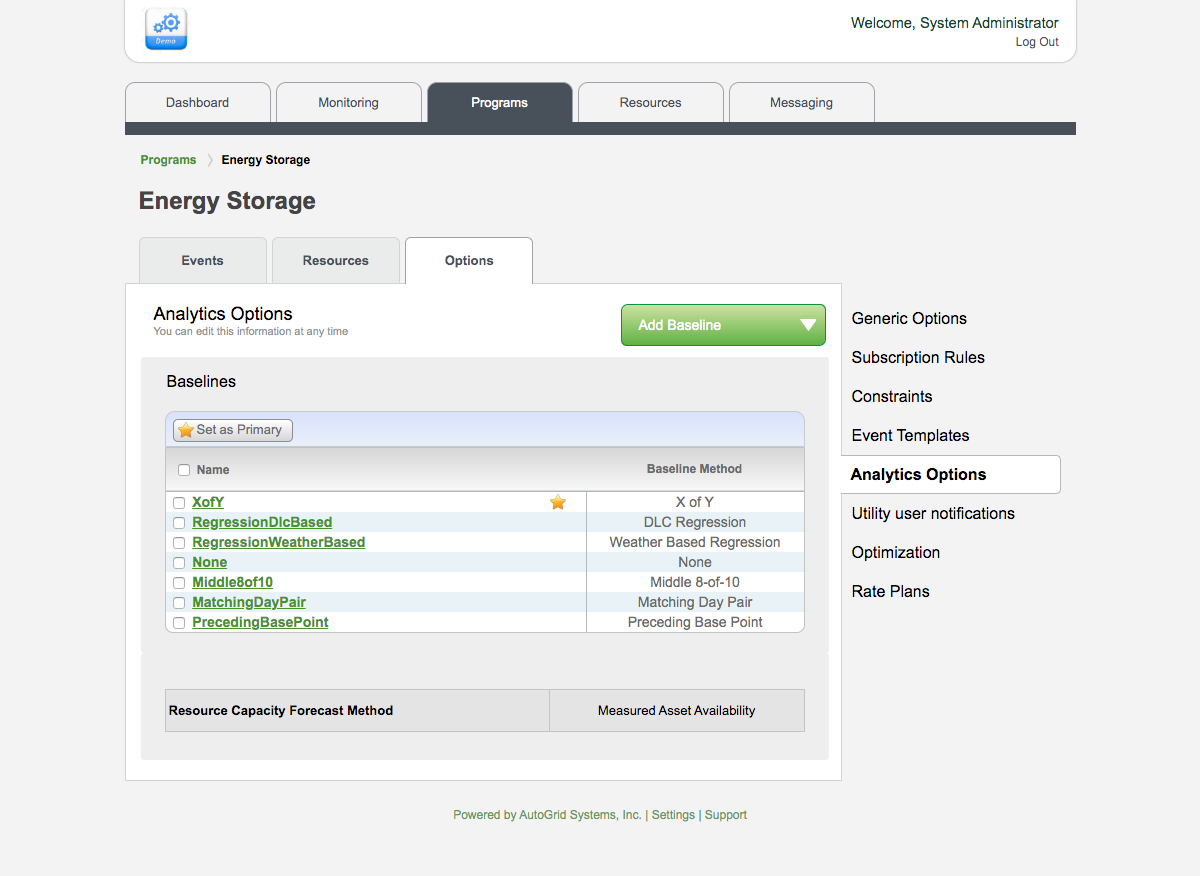 Demo
Welcome, System Administrator
Log Out
Dashboard Monitoring Programs Resources Messaging
Programs Energy Storage
Energy Storage
Events Resources Options
Analytics Options
You can edit this information at any time
Add Baseline
Baselines
Set as Primary
Name Baseline Method
XofY X of Y
RegressionDlcBased DLC Regression
RegressionWeatherBased Weather Based Regression
None None
Middle8of10 Middle 8-of-10
MatchingDayPair Matching Day Pair
PrecedingBasePoint Preceding Base Point
Resource Capacity Forecast Method Measured Asset Availability
Generic Options
Subscription Rules
Constraints
Event Templates
Analytics Options
Utility user notifications
Optimization
Rate Plans
Powered by AutoGrid Systems, Inc. | Settings | Support